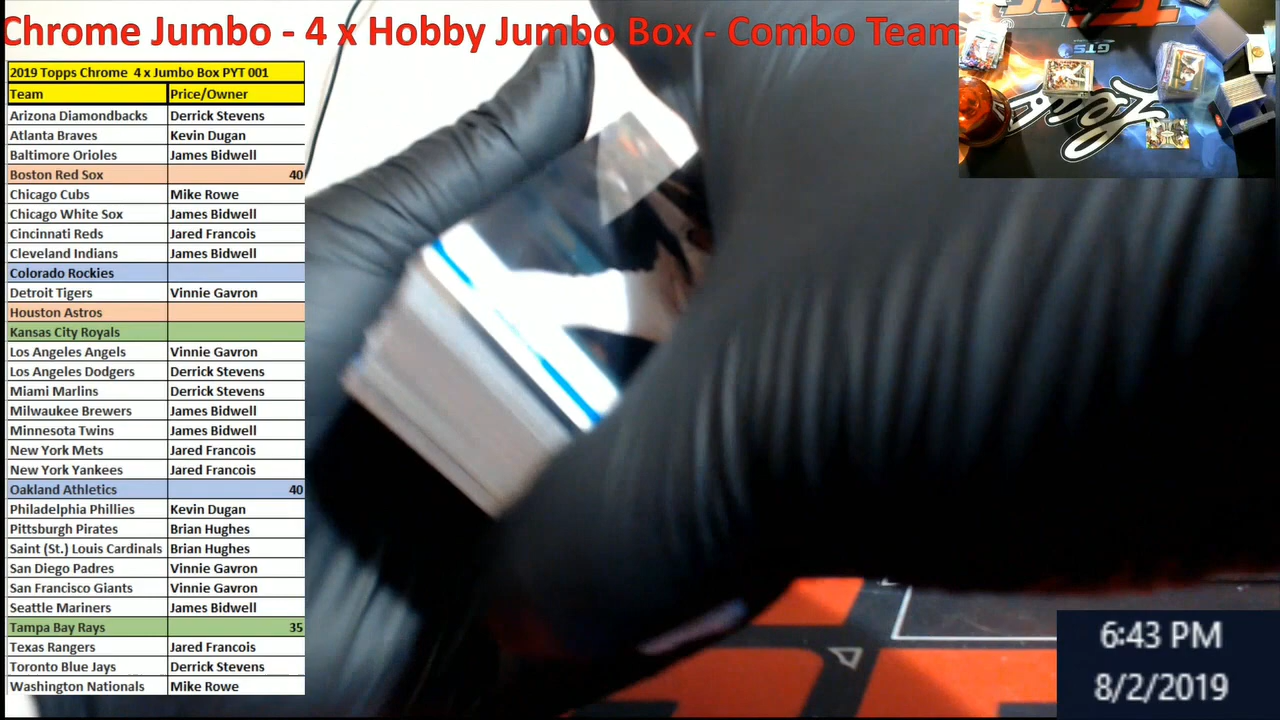 Chrome Jumbo - 4 x Hobby Jumbo Box - Combo Team
2019 Topps Chrome 4 x Jumbo Box PYT 001
Team Price/Owner
Arizona Diamondbacks Derrick Stevens
Atlanta Braves Kevin Dugan
Baltimore Orioles James Bidwell
Boston Red Sox 40
Chicago Cubs Mike Rowe
Chicago White Sox James Bidwell
Cincinnati Reds Jared Francois
Cleveland Indians James Bidwell
Colorado Rockies
Detroit Tigers Vinnie Gavron
Houston Astros
Kansas City Royals
Los Angeles Angels Vinnie Gavron
Los Angeles Dodgers Derrick Stevens
Miami Marlins Derrick Stevens
Milwaukee Brewers James Bidwell
Minnesota Twins James Bidwell
New York Mets Jared Francois
New York Yankees Jared Francois
Oakland Athletics 40
Philadelphia Phillies Kevin Dugan
Pittsburgh Pirates Brian Hughes
Saint (St.) Louis Cardinals Brian Hughes
San Diego Padres Vinnie Gavron
San Francisco Giants Vinnie Gavron
Seattle Mariners James Bidwell
Tampa Bay Rays 35
Texas Rangers Jared Francois
Toronto Blue Jays Derrick Stevens
Washington Nationals Mike Rowe
GTS
6:43 PM
8/2/2019